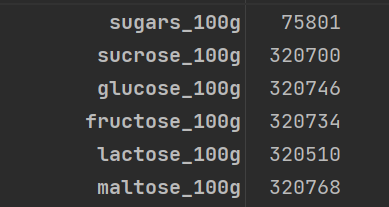 sugars_100g 75801
sucrose_100g 320700
glucose_100g 320746
fructose_100g 320734
lactose_100g 320510
maltose_100g 320768